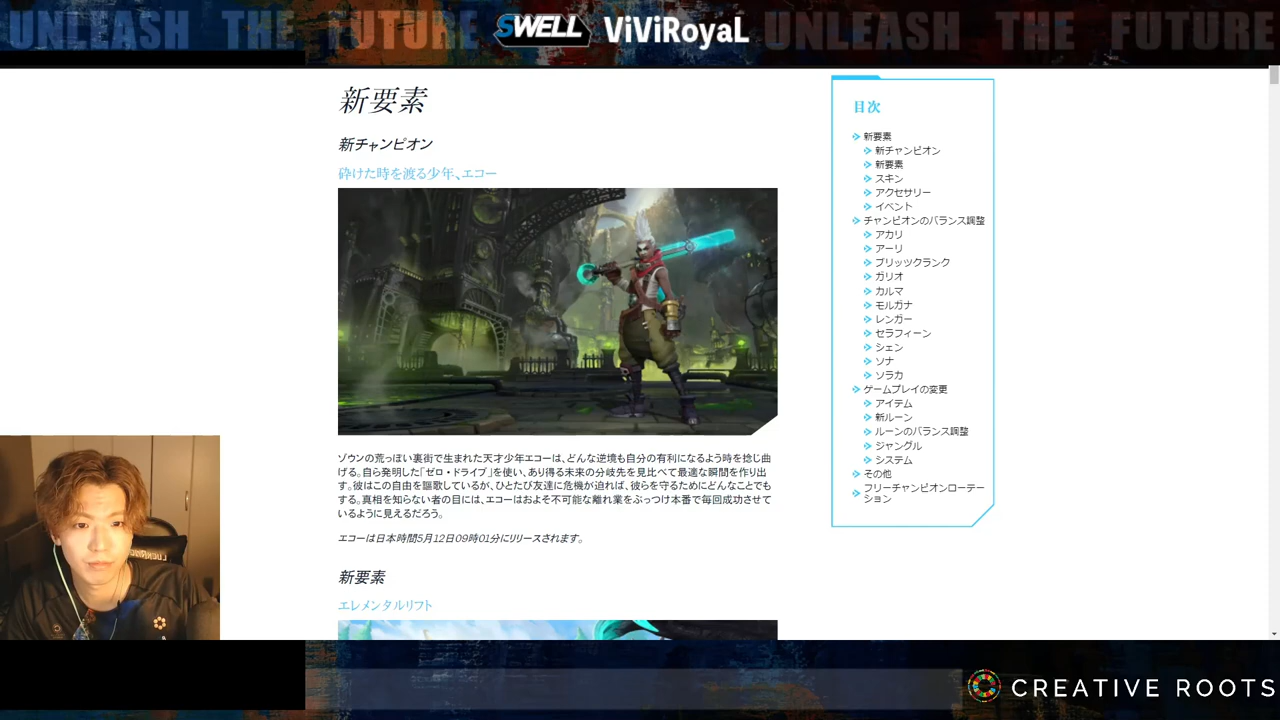 UNLEASH THE FUTURE
SWELL ViViRoyaL
UNLEASH THE FUTURE
新要素
新チャンピオン
砕けた時を渡る少年、エコー
ゾウンの荒っぽい裏街で生まれた天才少年エコーは、どんな逆境も自分の有利になるよう時を捻じ曲
げる。自ら発明した「ゼロ・ドライブ」を使い、あり得る未来の分岐先を見比べて最適な瞬間を作り出
す。彼はこの自由を謳歌しているが、ひとたび友達に危機が迫れば、彼らを守るためにどんなことでも
する。真相を知らない者の目には、エコーはおよそ不可能な離れ業をぶっつけ本番で毎回成功させて
いるように見えるだろう。
エコーは日本時間5月12日09時01分にリリースされます。
新要素
エレメンタルリフト
目次
新要素
新チャンピオン
新要素
スキン
アクセサリー
イベント
チャンピオンのバランス調整
アカリ
アーリ
ブリッツクランク
ガリオ
カルマ
モルガナ
レンガー
セラフィーン
シェン
ソナ
ソラカ
ゲームプレイの変更
アイテム
新ルーン
ルーンのバランス調整
ジャングル
システム
その他
フリーチャンピオンローテー
ション
CREATIVE ROOTS